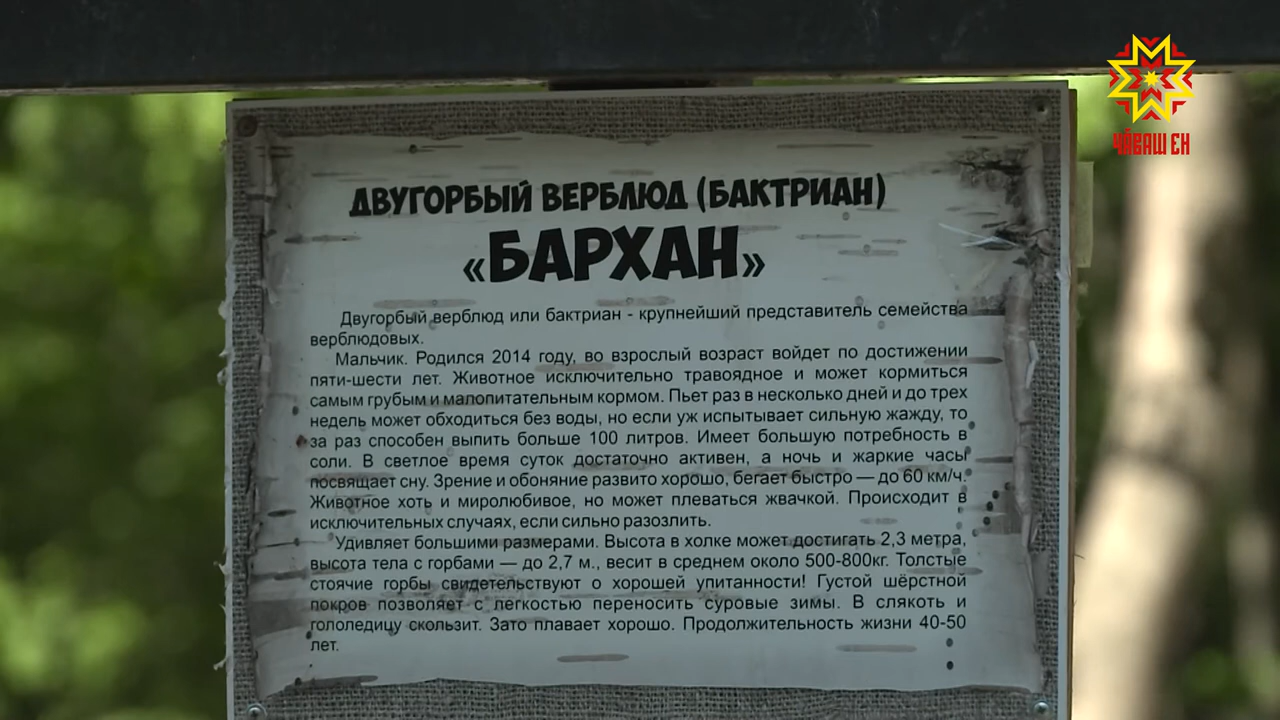 ЧӐВАШ ЕН
ДВУГОРБЫЙ ВЕРБЛЮД (БАКТРИАН)
«БАРХАН»
Двугорбый верблюд или бактриан - крупнейший представитель семейства
верблюдовых.
Мальчик. Родился 2014 году, во взрослый возраст войдет по достижении
пяти-шести лет. Животное исключительно травоядное и может кормиться
самым грубым и малопитательным кормом. Пьет раз в несколько дней и до трех
недель может обходиться без воды, но если уж испытывает сильную жажду, то
за раз способен выпить больше 100 литров. Имеет большую потребность в
соли. В светлое время суток достаточно активен, а ночь и жаркие часы
посвящает сну. Зрение и обоняние развито хорошо, бегает быстро — до 60 км/ч.
Животное хоть и миролюбивое, но может плеваться жвачкой. Происходит в
исключительных случаях, если сильно разозлить.
Удивляет большими размерами. Высота в холке может достигать 2,3 метра,
высота тела с горбами — до 2,7 м., весит в среднем около 500-800кг. Толстые
стоячие горбы свидетельствуют о хорошей упитанности! Густой шёрстной
покров позволяет с легкостью переносить суровые зимы. В слякоть и
гололедицу скользит. Зато плавает хорошо. Продолжительность жизни 40-50
лет.